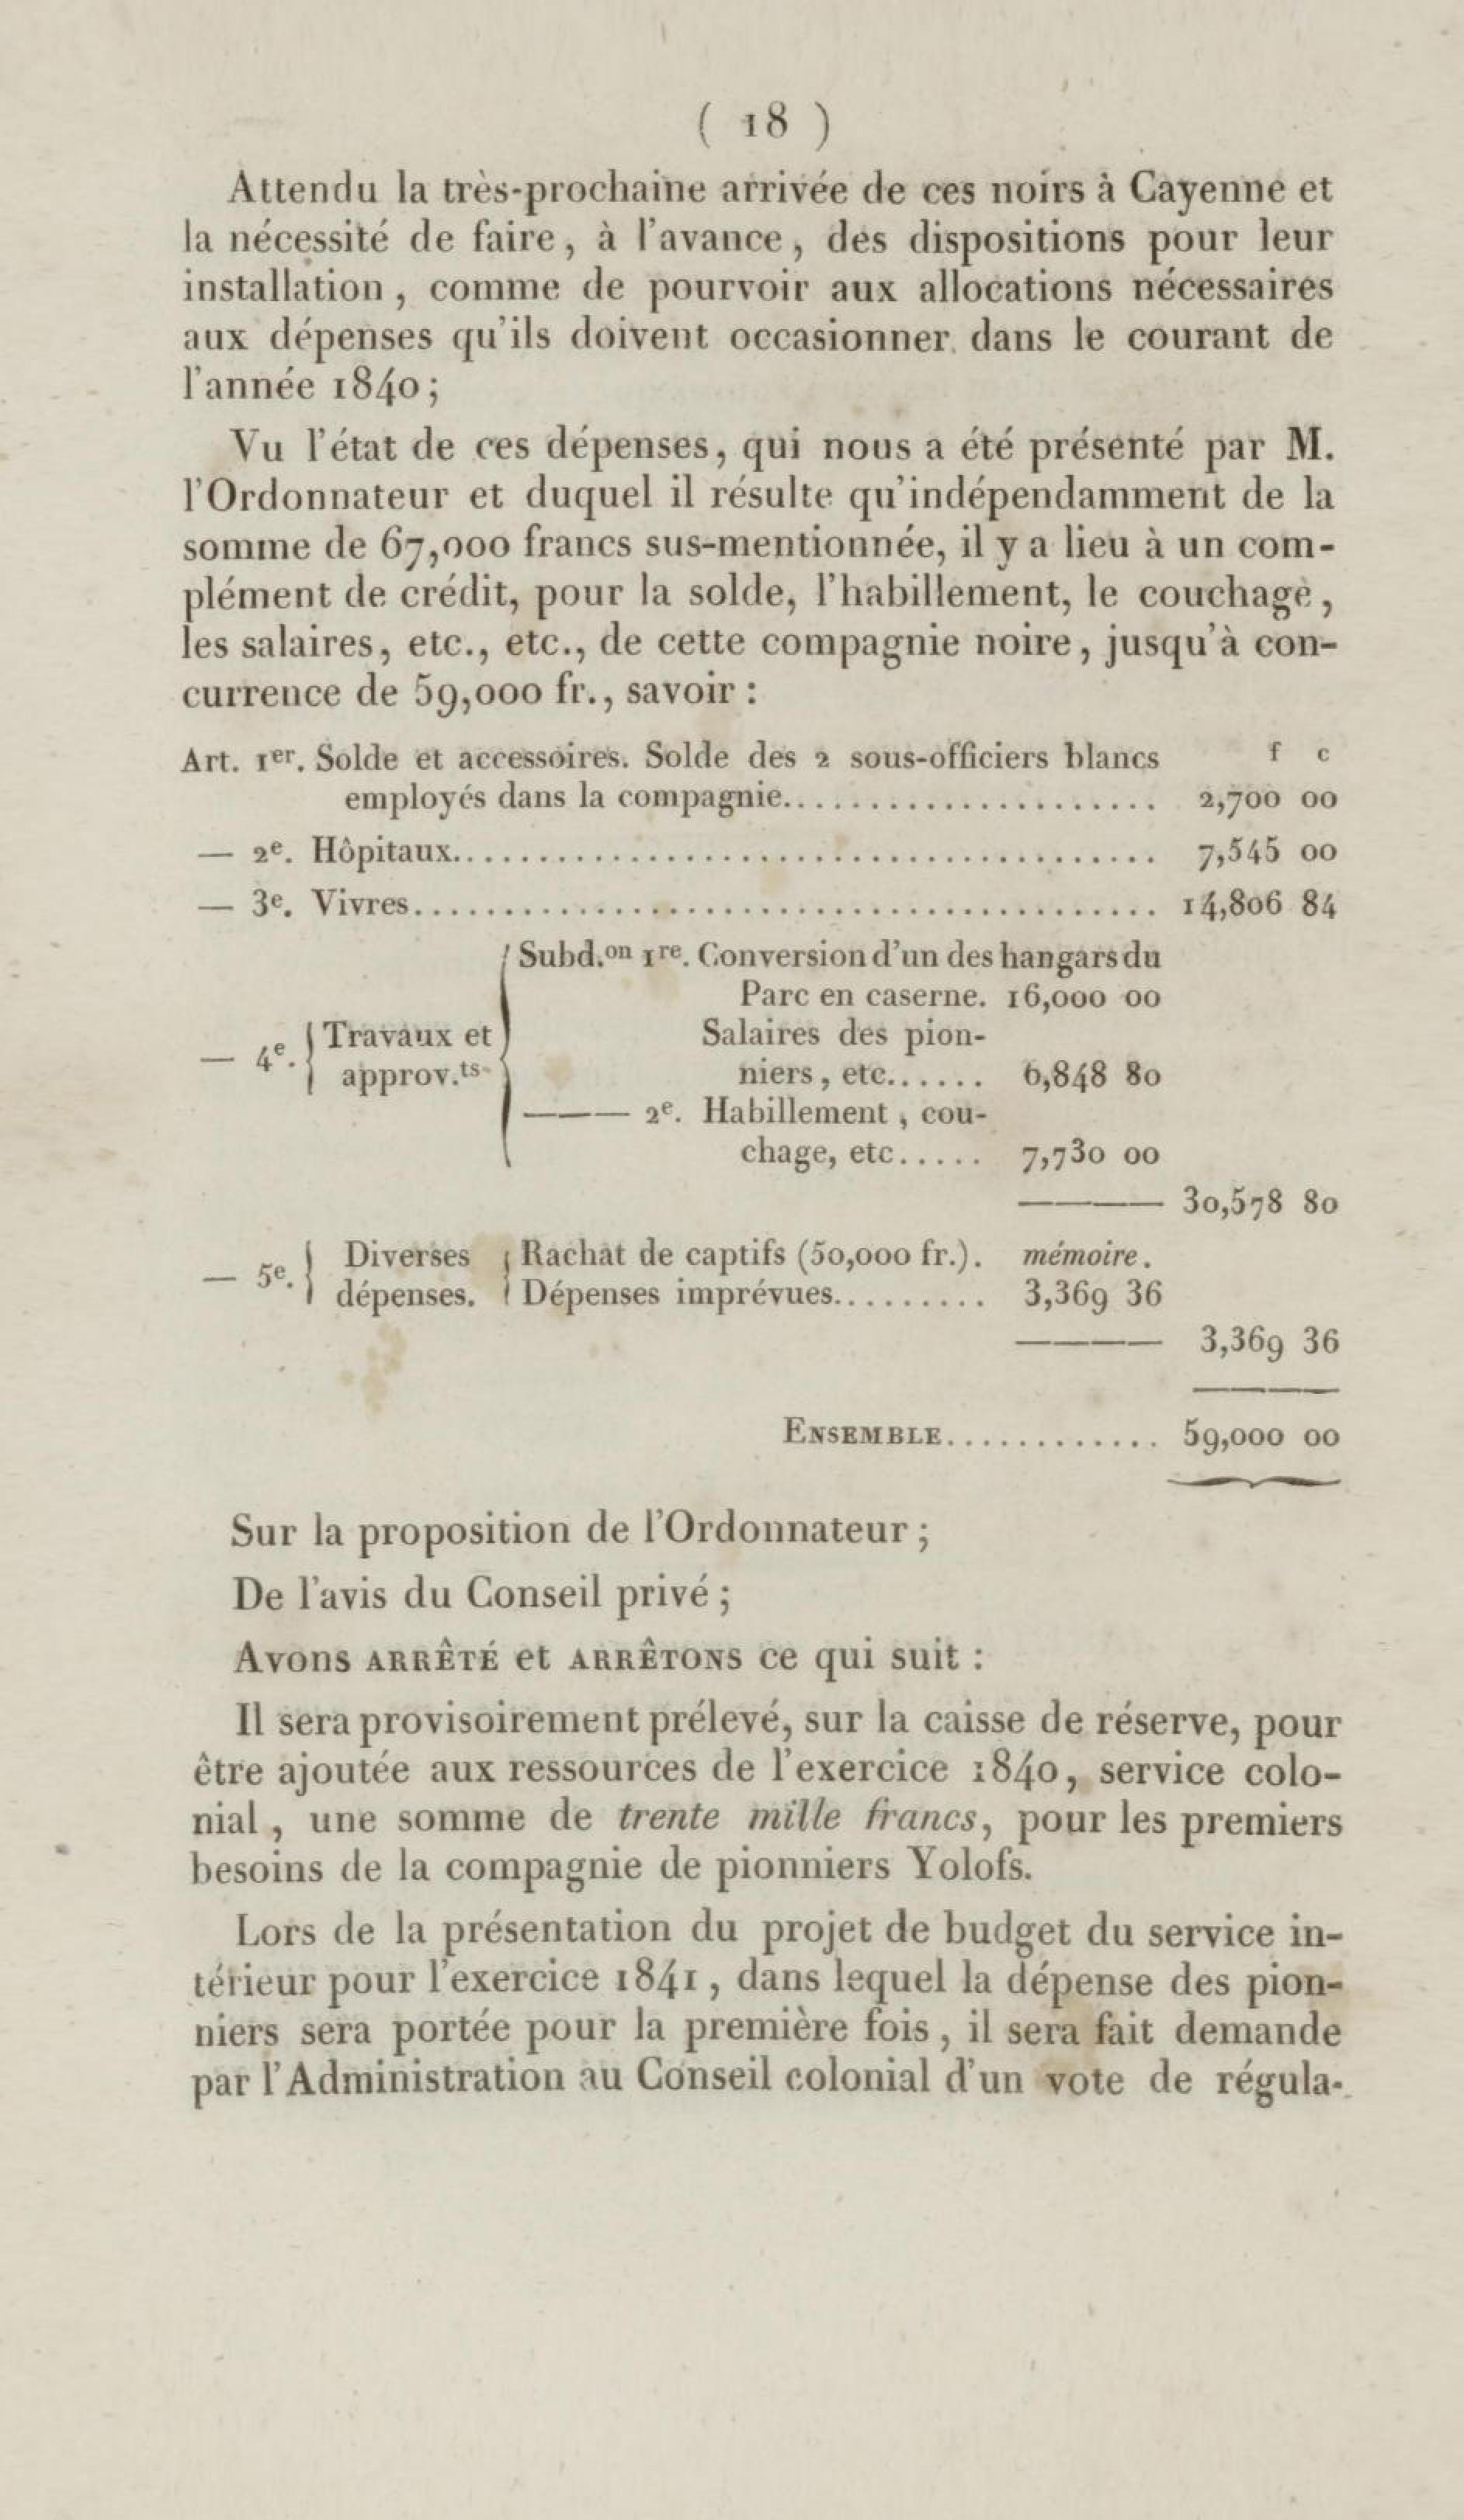 ( 18 )
Attendu la très-prochaine arrivée de ces noirs à Cayenne et
la nécessité de faire, à l'avance, des dispositions pour leur
installation, comme de pourvoir aux allocations nécessaires
aux dépenses qu'ils doivent occasionner dans le courant de
l'année 1840;
Vu l'état de ces dépenses, qui nous a été présenté par M.
l'Ordonnateur et duquel il résulte qu'indépendamment de la
somme de 67,000 francs sus-mentionnée, il y a lieu à un com-
plément de crédit, pour la solde, l'habillement, le couchage,
les salaires, etc., etc., de cette compagnie noire, jusqu'à con-
currence de 59,000 fr., savoir :
Art. 1er. Solde et accessoires. Solde des 2 sous-officiers blancs f c
employés dans la compagnie...................... 2,700 00
— 2e. Hôpitaux........................................ 7,545 00
— 3e. Vivres.......................................... 14,806 84
Subd.on 1re. Conversion d'un des hangars du
Parc en caserne. 16,000 00
— 4e. { Travaux et Salaires des pion-
approv.ts niers, etc...... 6,848 80
——— 2e. Habillement, cou-
chage, etc..... 7,730 00
——— 30,578 80
— 5e. } Diverses { Rachat de captifs (50,000 fr.). mémoire.
dépenses. Dépenses imprévues.......... 3,369 36
——— 3,369 36
ENSEMBLE............ 59,000 00
Sur la proposition de l'Ordonnateur;
De l'avis du Conseil privé;
Avons ARRÊTÉ et ARRÊTONS ce qui suit :
Il sera provisoirement prélevé, sur la caisse de réserve, pour
être ajoutée aux ressources de l'exercice 1840, service colo-
nial, une somme de trente mille francs, pour les premiers
besoins de la compagnie de pionniers Yolofs.
Lors de la présentation du projet de budget du service in-
térieur pour l'exercice 1841, dans lequel la dépense des pion-
niers sera portée pour la première fois, il sera fait demande
par l'Administration au Conseil colonial d'un vote de régula-